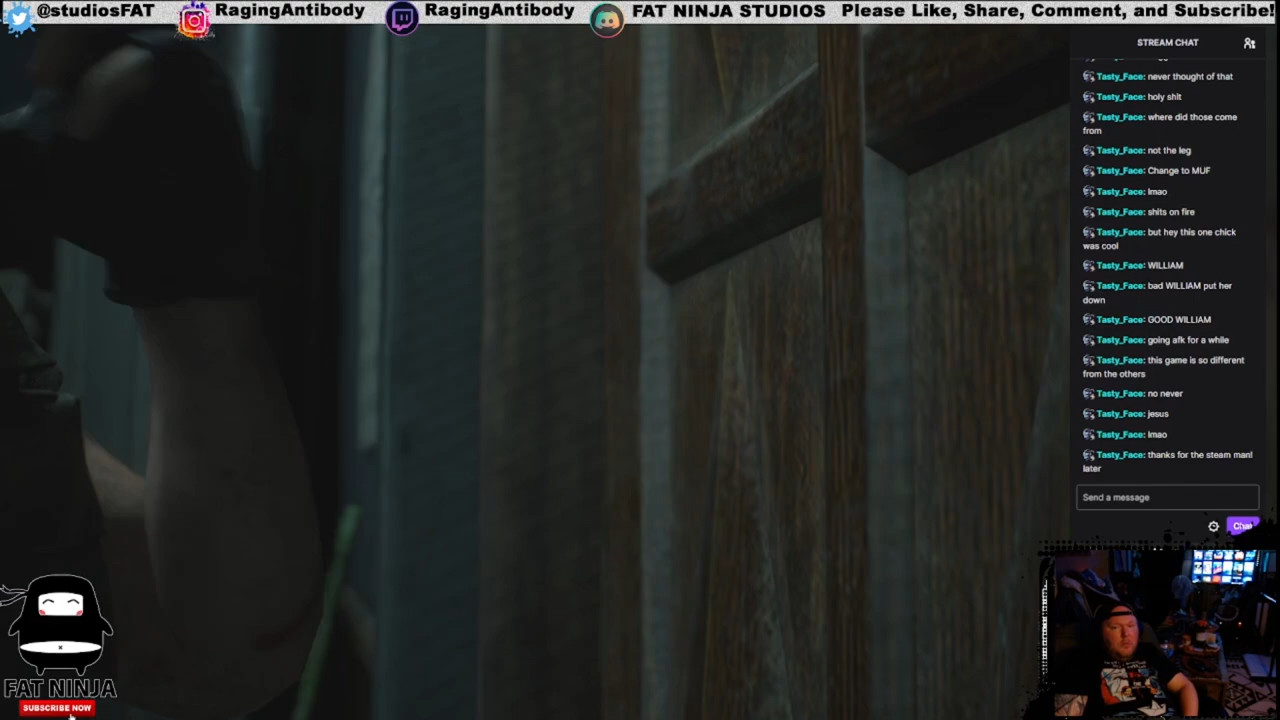 @studiosFAT
RagingAntibody
RagingAntibody
FAT NINJA STUDIOS
Please Like, Share, Comment, and Subscribe!
STREAM CHAT
Tasty_Face: never thought of that
Tasty_Face: holy shit
Tasty_Face: where did those come
from
Tasty_Face: not the leg
Tasty_Face: Change to MUF
Tasty_Face: lmao
Tasty_Face: shits on fire
Tasty_Face: but hey this one chick
was cool
Tasty_Face: WILLIAM
Tasty_Face: bad WILLIAM put her
down
Tasty_Face: GOOD WILLIAM
Tasty_Face: going afk for a while
Tasty_Face: this game is so different
from the others
Tasty_Face: no never
Tasty_Face: jesus
Tasty_Face: lmao
Tasty_Face: thanks for the steam man!
later
Send a message
Chat
FAT NINJA
SUBSCRIBE NOW